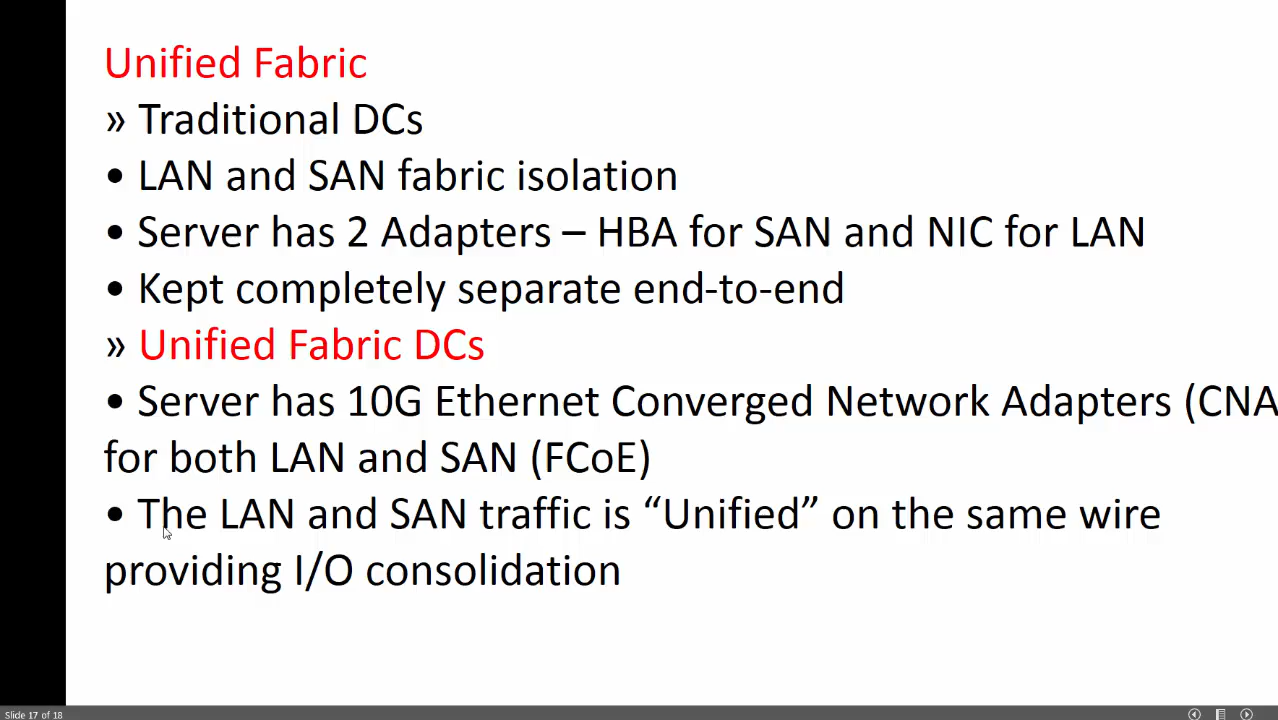 Unified Fabric
» Traditional DCs
• LAN and SAN fabric isolation
• Server has 2 Adapters – HBA for SAN and NIC for LAN
• Kept completely separate end-to-end
» Unified Fabric DCs
• Server has 10G Ethernet Converged Network Adapters (CNA
for both LAN and SAN (FCoE)
• The LAN and SAN traffic is “Unified” on the same wire
providing I/O consolidation
Slide 17 of 18